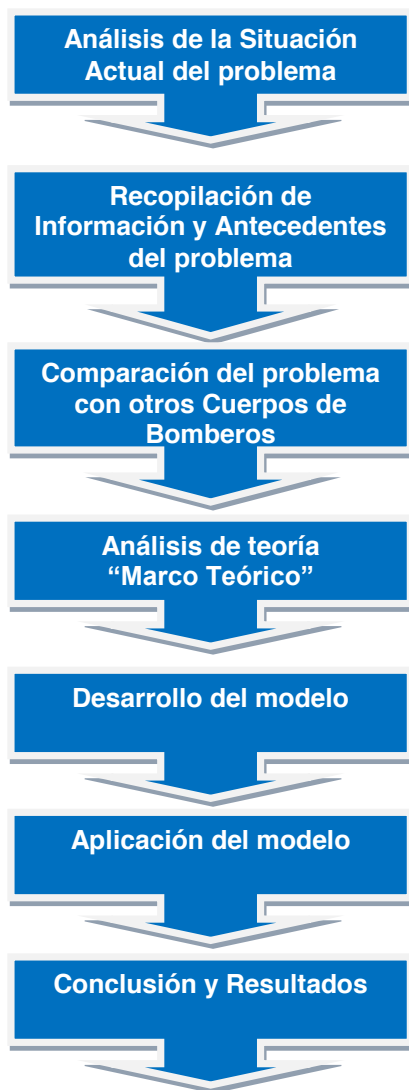 Análisis de la Situación
Actual del problema
Recopilación de
Información y Antecedentes
del problema
Comparación del problema
con otros Cuerpos de
Bomberos
Análisis de teoría
“Marco Teórico”
Desarrollo del modelo
Aplicación del modelo
Conclusión y Resultados